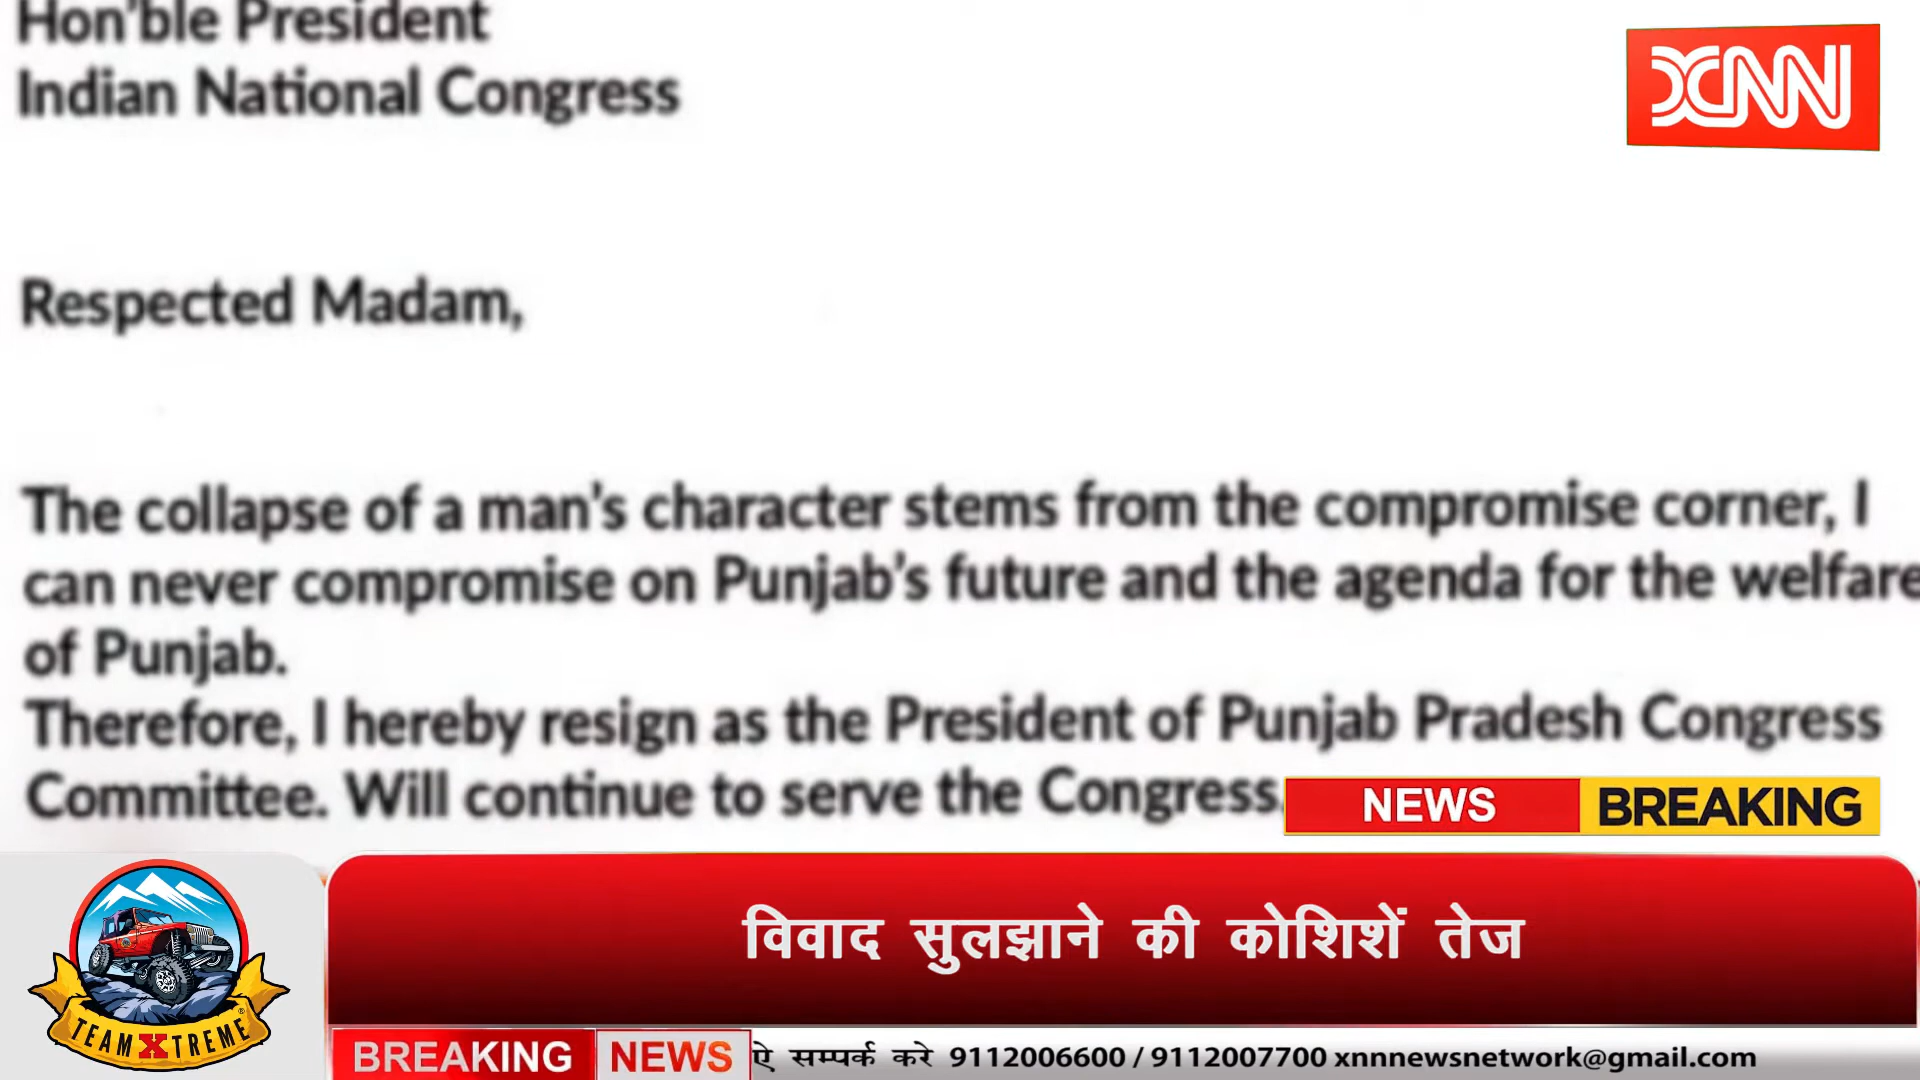 Hon'ble President
Indian National Congress
XNN
Respected Madam,
The collapse of a man's character stems from the compromise corner, I
can never compromise on Punjab's future and the agenda for the welfare
of Punjab.
Therefore, I hereby resign as the President of Punjab Pradesh Congress
Committee. Will continue to serve the Congress.
NEWS BREAKING
विवाद सुलझाने की कोशिशें तेज
TEAM XTREME
BREAKING NEWS
सम्पर्क करे 9112006600 / 9112007700 xnnnewsnetwork@gmail.com